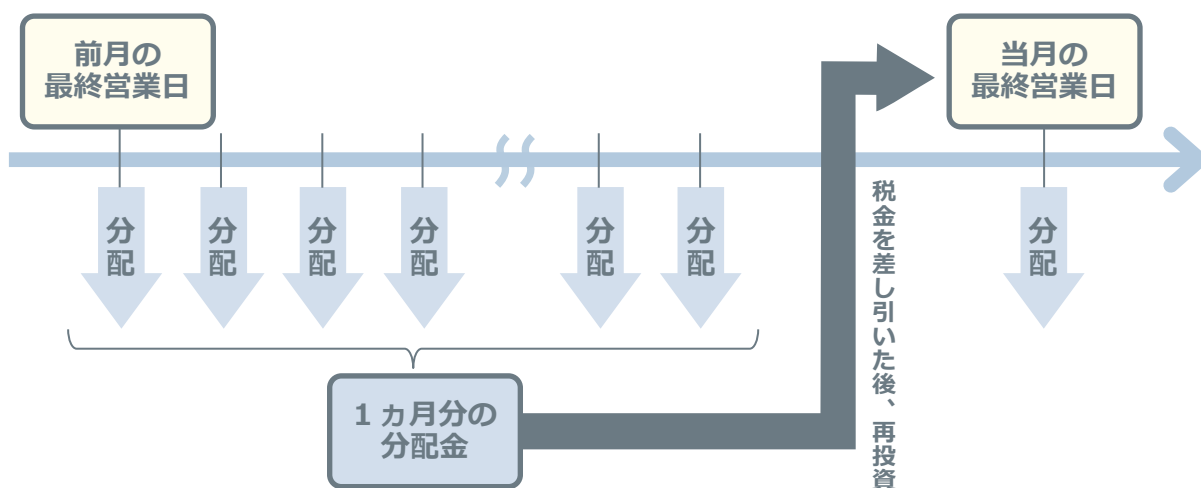 前月の
最終営業日
当月の
最終営業日
分配
分配
分配
分配
分配
分配
分配
税金を差し引いた後、再投資
1 ヵ月分の
分配金